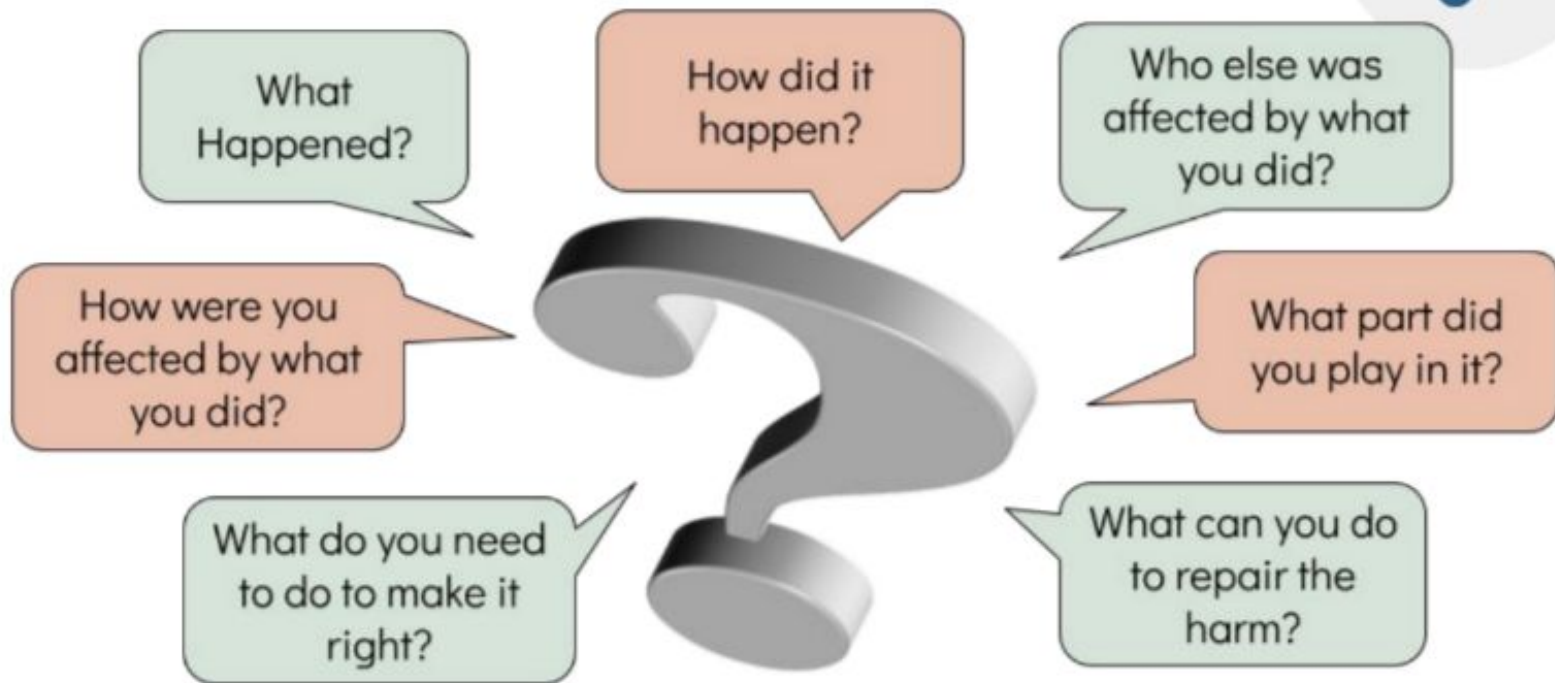 What
Happened?
How did it
happen?
Who else was
affected by what
you did?
How were you
affected by what
you did?
What part did
you play in it?
What do you need
to do to make it
right?
What can you do
to repair the
harm?